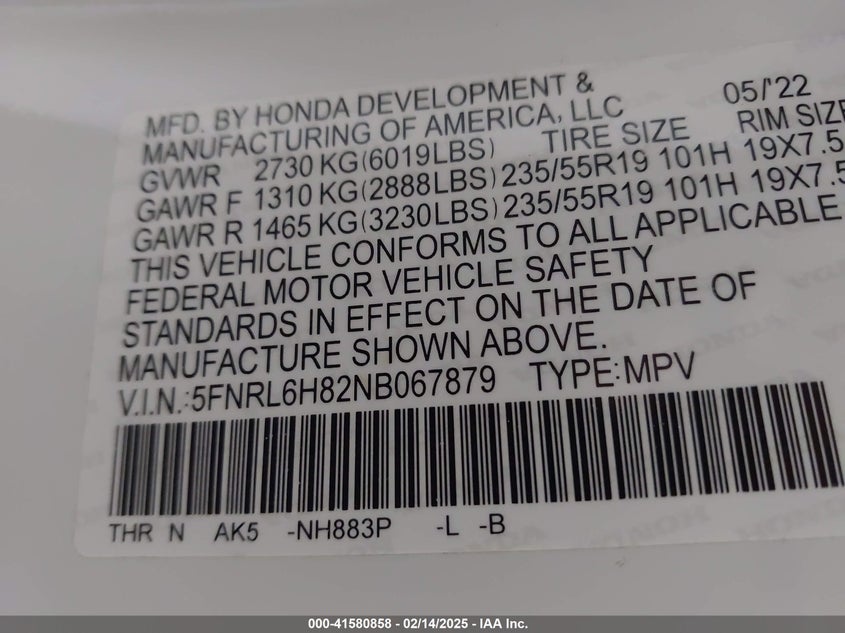 MFD. BY HONDA DEVELOPMENT & 05/'22
MANUFACTURING OF AMERICA, LLC RIM SIZE
GVWR 2730 KG(6019LBS) TIRE SIZE
GAWR F 1310 KG(2888LBS) 235/55R19 101H 19X7.5
GAWR R 1465 KG(3230LBS) 235/55R19 101H 19X7.5
THIS VEHICLE CONFORMS TO ALL APPLICABLE
FEDERAL MOTOR VEHICLE SAFETY
STANDARDS IN EFFECT ON THE DATE OF
MANUFACTURE SHOWN ABOVE.
V.I.N.:5FNRL6H82NB067879 TYPE:MPV
THR N AK5 -NH883P -L -B
000-41580858 - 02/14/2025 - IAA Inc.